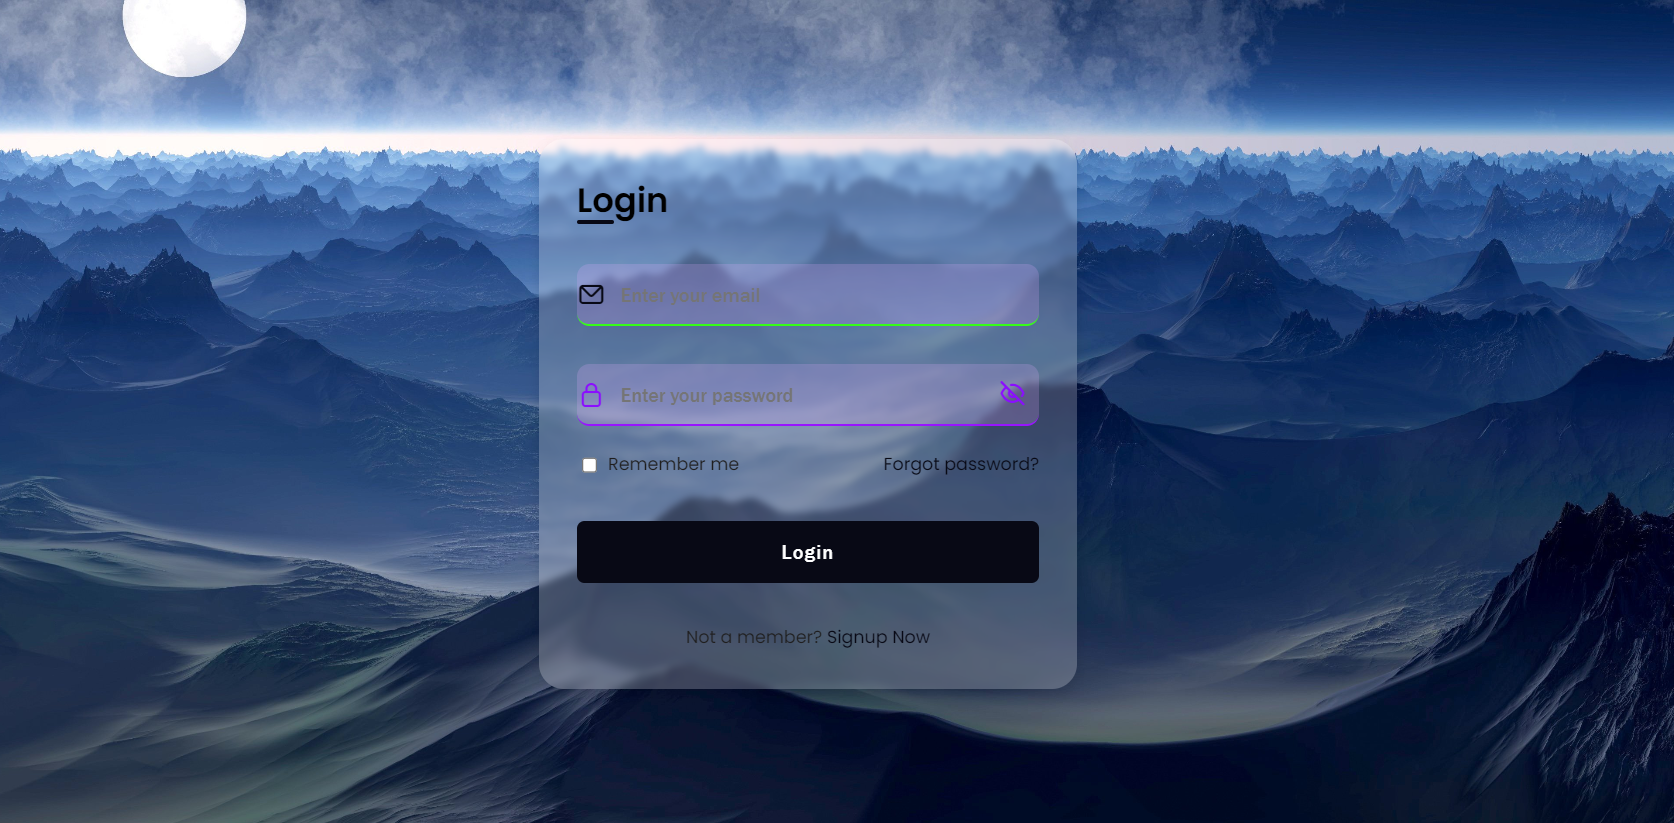 Login
Enter your email
Enter your password
Remember me
Forgot password?
Login
Not a member? Signup Now